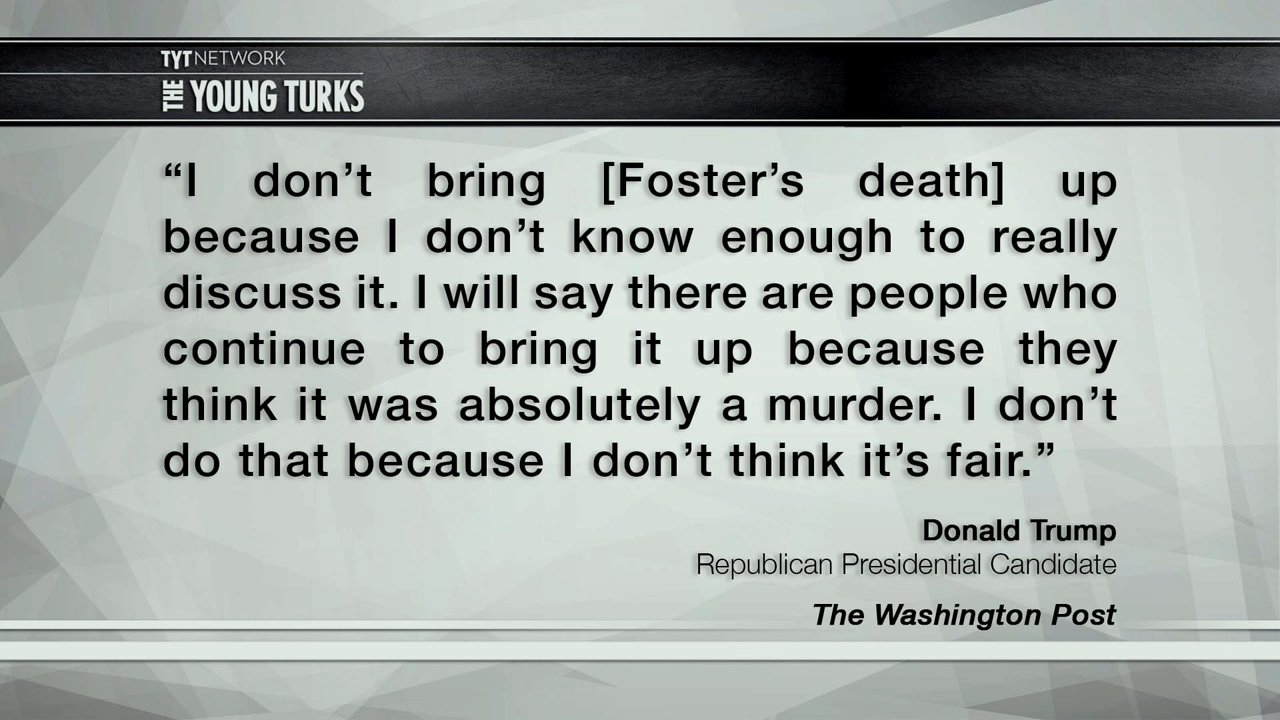 TYT NETWORK
THE YOUNG TURKS
“I don’t bring [Foster’s death] up
because I don’t know enough to really
discuss it. I will say there are people who
continue to bring it up because they
think it was absolutely a murder. I don’t
do that because I don’t think it’s fair.”
Donald Trump
Republican Presidential Candidate
The Washington Post